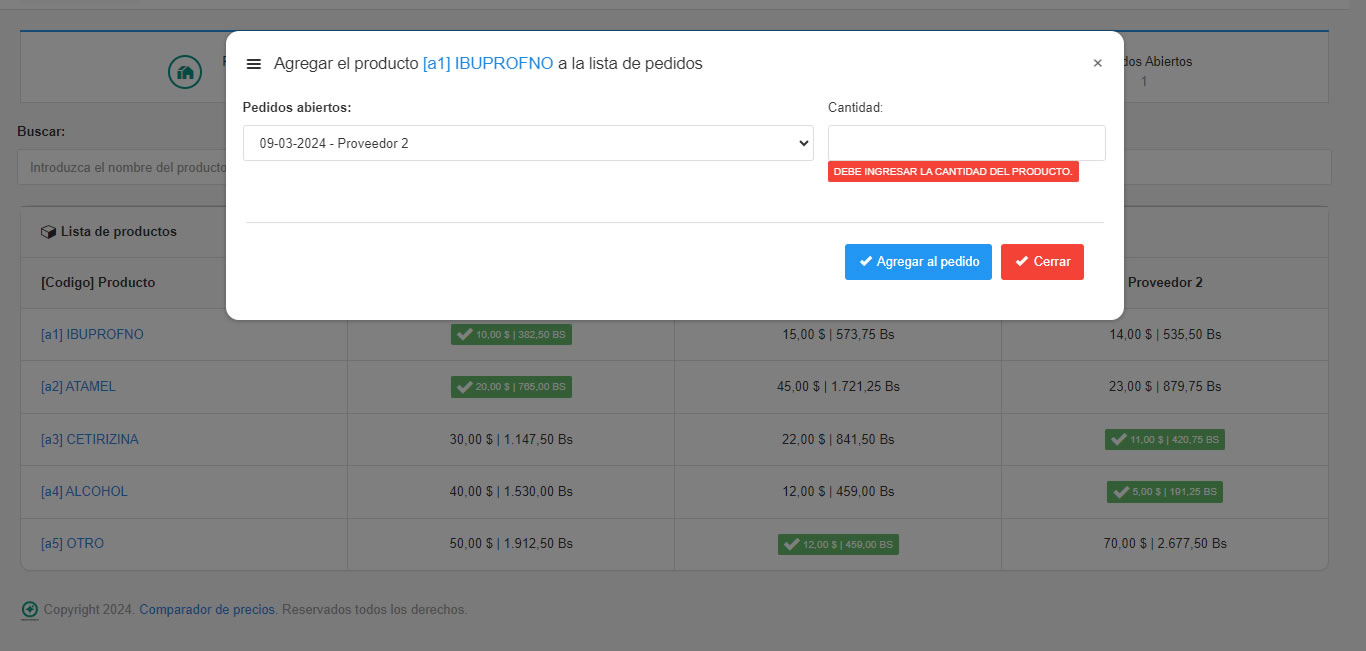 Agregar el producto [a1] IBUPROFNO a la lista de pedidos ×
Pedidos abiertos: Cantidad:
09-03-2024 - Proveedor 2
DEBE INGRESAR LA CANTIDAD DEL PRODUCTO.
Agregar al pedido Cerrar
Abiertos
1
Buscar:
Introduzca el nombre del producto
Lista de productos
[Codigo] Producto Proveedor 2
[a1] IBUPROFNO 10,00 $ | 382,50 BS 15,00 $ | 573,75 Bs 14,00 $ | 535,50 Bs
[a2] ATAMEL 20,00 $ | 765,00 BS 45,00 $ | 1.721,25 Bs 23,00 $ | 879,75 Bs
[a3] CETIRIZINA 30,00 $ | 1.147,50 Bs 22,00 $ | 841,50 Bs 11,00 $ | 420,75 BS
[a4] ALCOHOL 40,00 $ | 1.530,00 Bs 12,00 $ | 459,00 Bs 5,00 $ | 191,25 BS
[a5] OTRO 50,00 $ | 1.912,50 Bs 12,00 $ | 459,00 BS 70,00 $ | 2.677,50 Bs
Copyright 2024. Comparador de precios. Reservados todos los derechos.